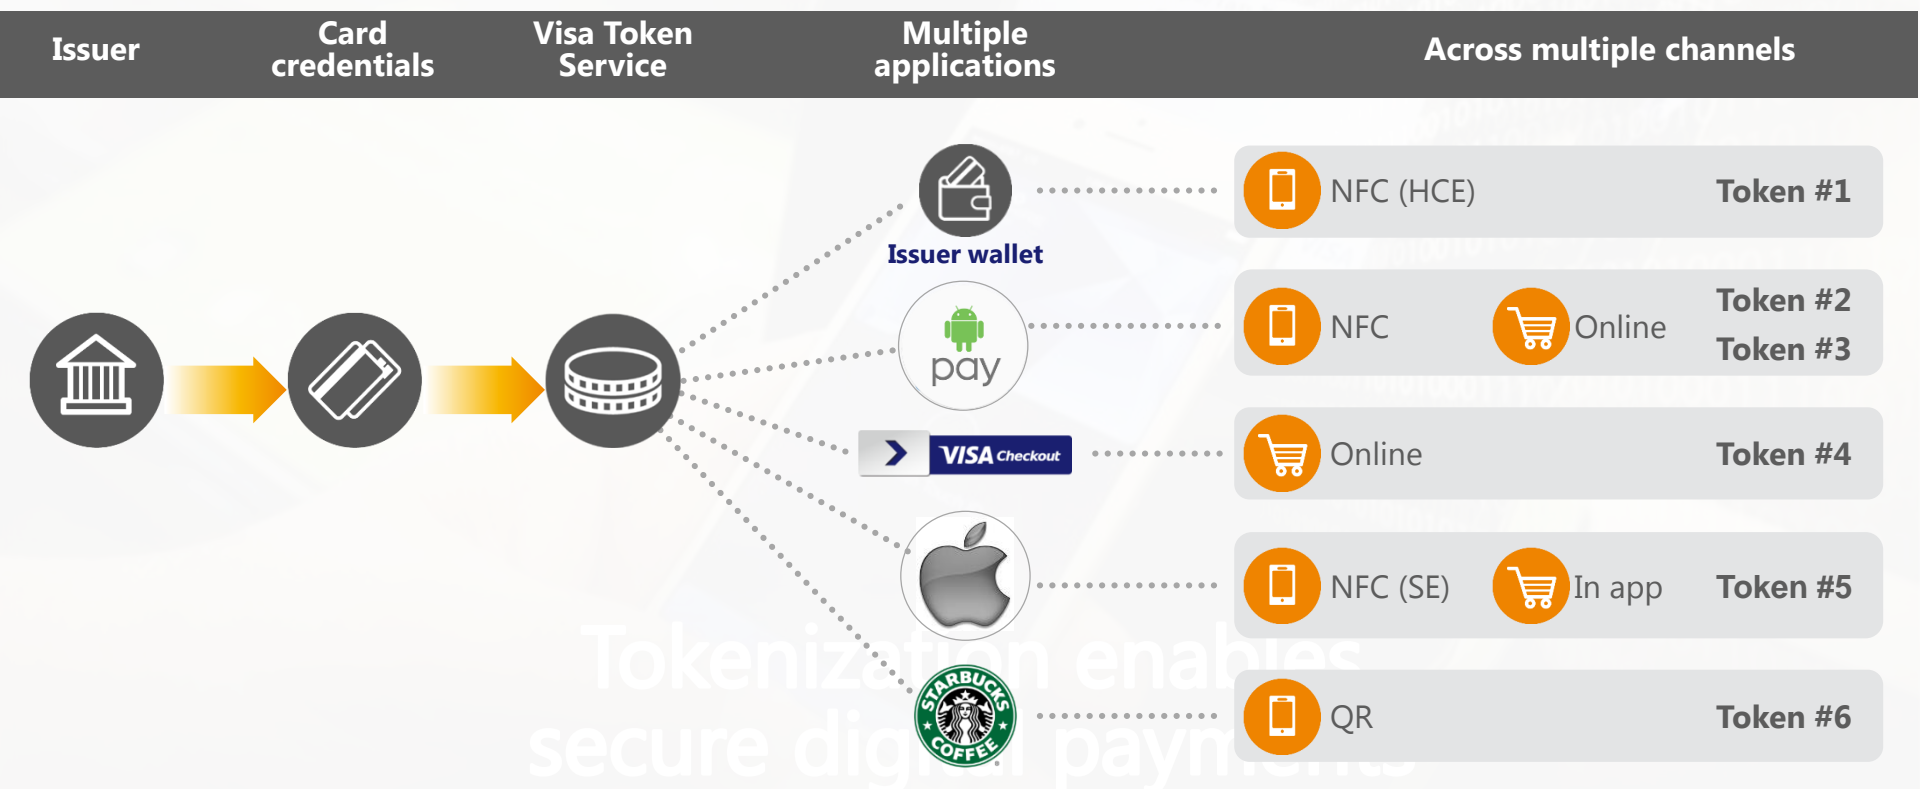 Issuer
Card
credentials
Visa Token
Service
Multiple
applications
Across multiple channels
Issuer wallet
NFC (HCE)
Token #1
pay
NFC
Online
Token #2
Token #3
VISA Checkout
Online
Token #4
NFC (SE)
In app
Token #5
STARBUCKS
COFFEE
QR
Token #6
Tokenization enables
secure digital payments